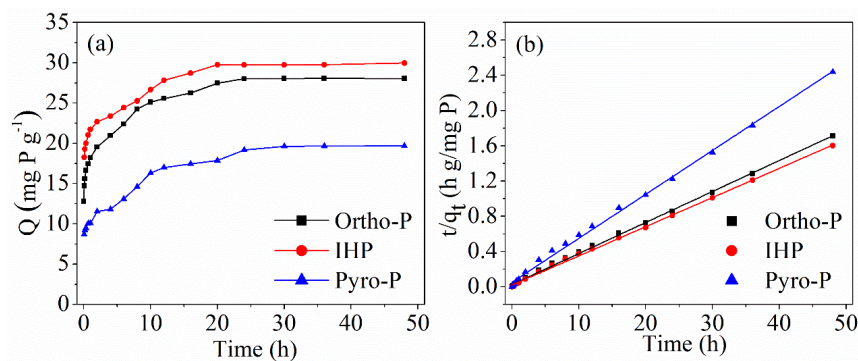 (a)
35
30
25
20
15
10
5
0
Q (mg P g⁻¹)
Ortho-P
IHP
Pyro-P
0 10 20 30 40 50
Time (h)
(b)
2.8
2.4
2.0
1.6
1.2
0.8
0.4
0.0
t/qt (h g/mg P)
Ortho-P
IHP
Pyro-P
0 10 20 30 40 50
Time (h)